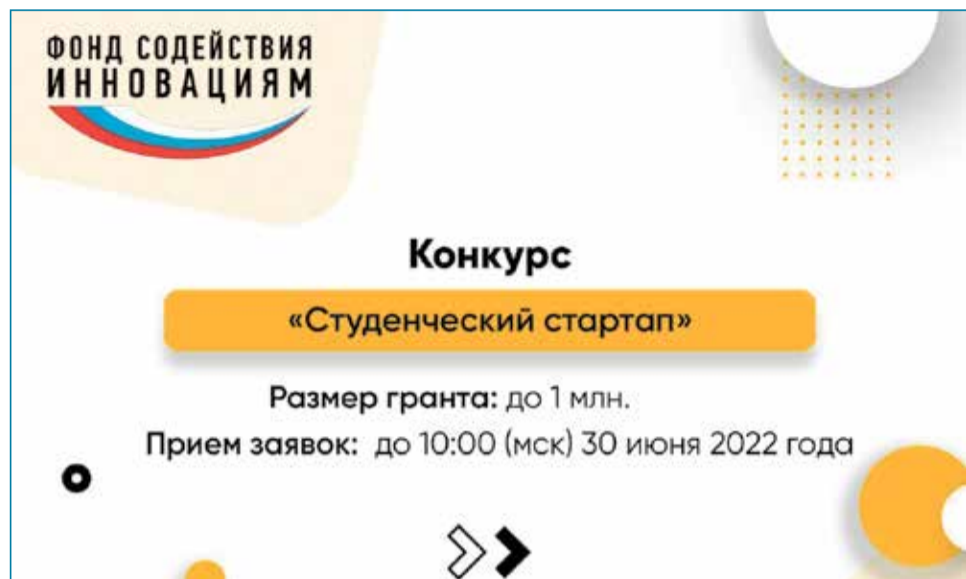 ФОНД СОДЕЙСТВИЯ
ИННОВАЦИЯМ
Конкурс
«Студенческий стартап»
Размер гранта: до 1 млн.
Прием заявок: до 10:00 (мск) 30 июня 2022 года